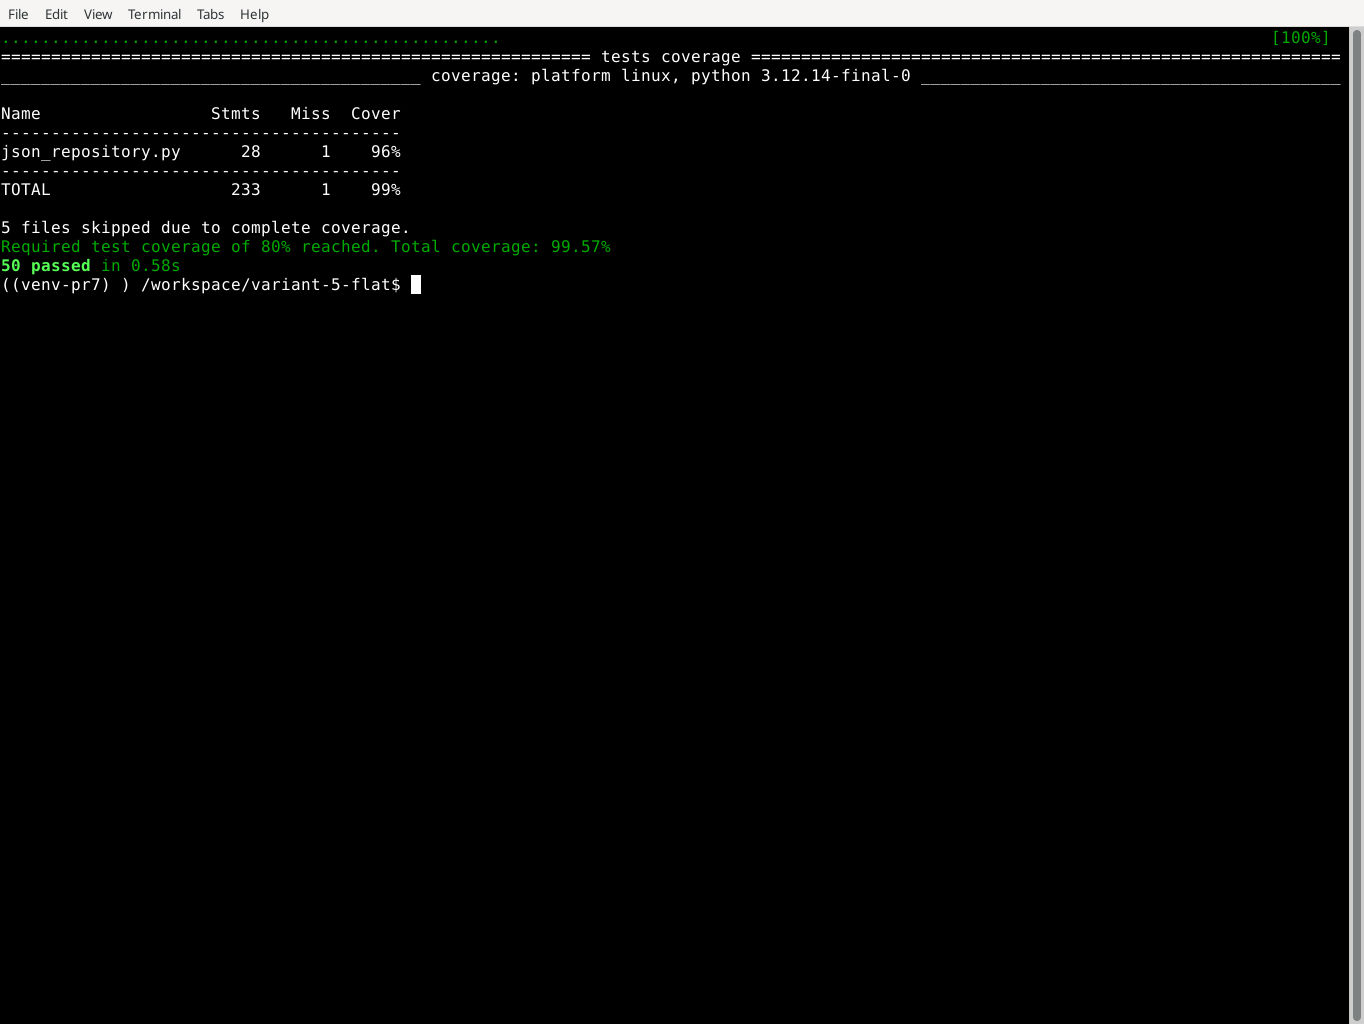 File Edit View Terminal Tabs Help
.................................................. [100%]
=========================================================== tests coverage ===========================================================
__________________________________________ coverage: platform linux, python 3.12.14-final-0 __________________________________________
Name                 Stmts   Miss  Cover
----------------------------------------
json_repository.py      28      1    96%
----------------------------------------
TOTAL                  233      1    99%
5 files skipped due to complete coverage.
Required test coverage of 80% reached. Total coverage: 99.57%
50 passed in 0.58s
((venv-pr7) ) /workspace/variant-5-flat$